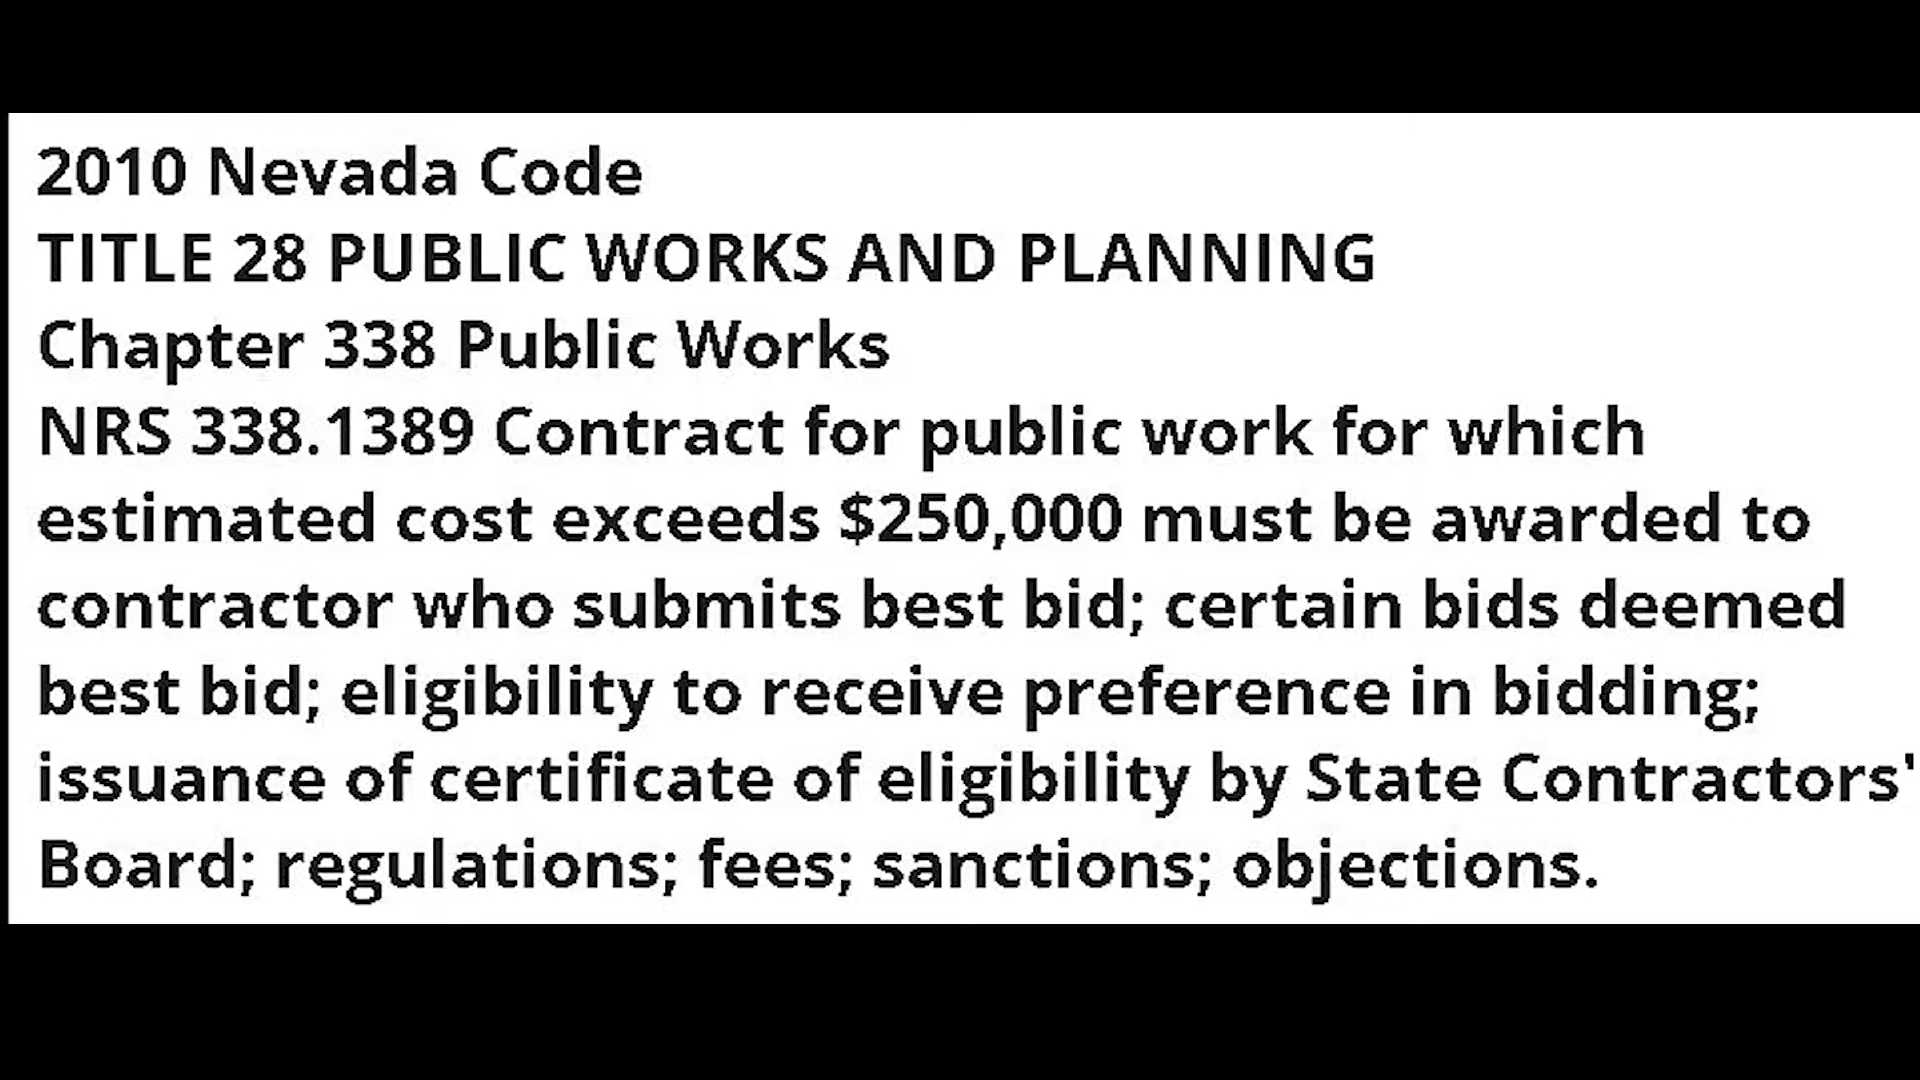 2010 Nevada Code
TITLE 28 PUBLIC WORKS AND PLANNING
Chapter 338 Public Works
NRS 338.1389 Contract for public work for which
estimated cost exceeds $250,000 must be awarded to
contractor who submits best bid; certain bids deemed
best bid; eligibility to receive preference in bidding;
issuance of certificate of eligibility by State Contractors'
Board; regulations; fees; sanctions; objections.